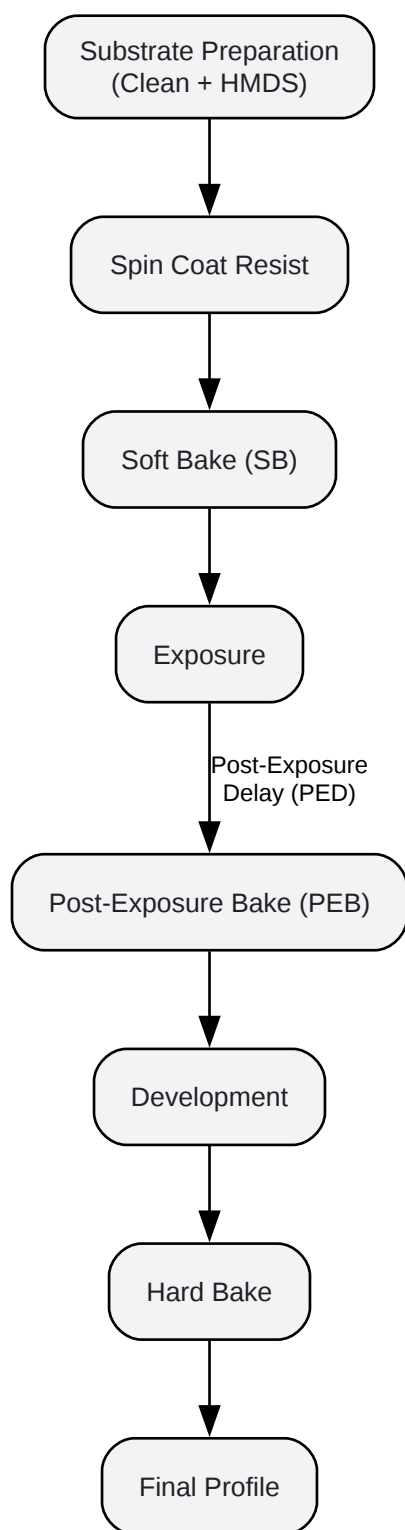 Substrate Preparation
(Clean + HMDS)
Spin Coat Resist
Soft Bake (SB)
Exposure
Post-Exposure
Delay (PED)
Post-Exposure Bake (PEB)
Development
Hard Bake
Final Profile